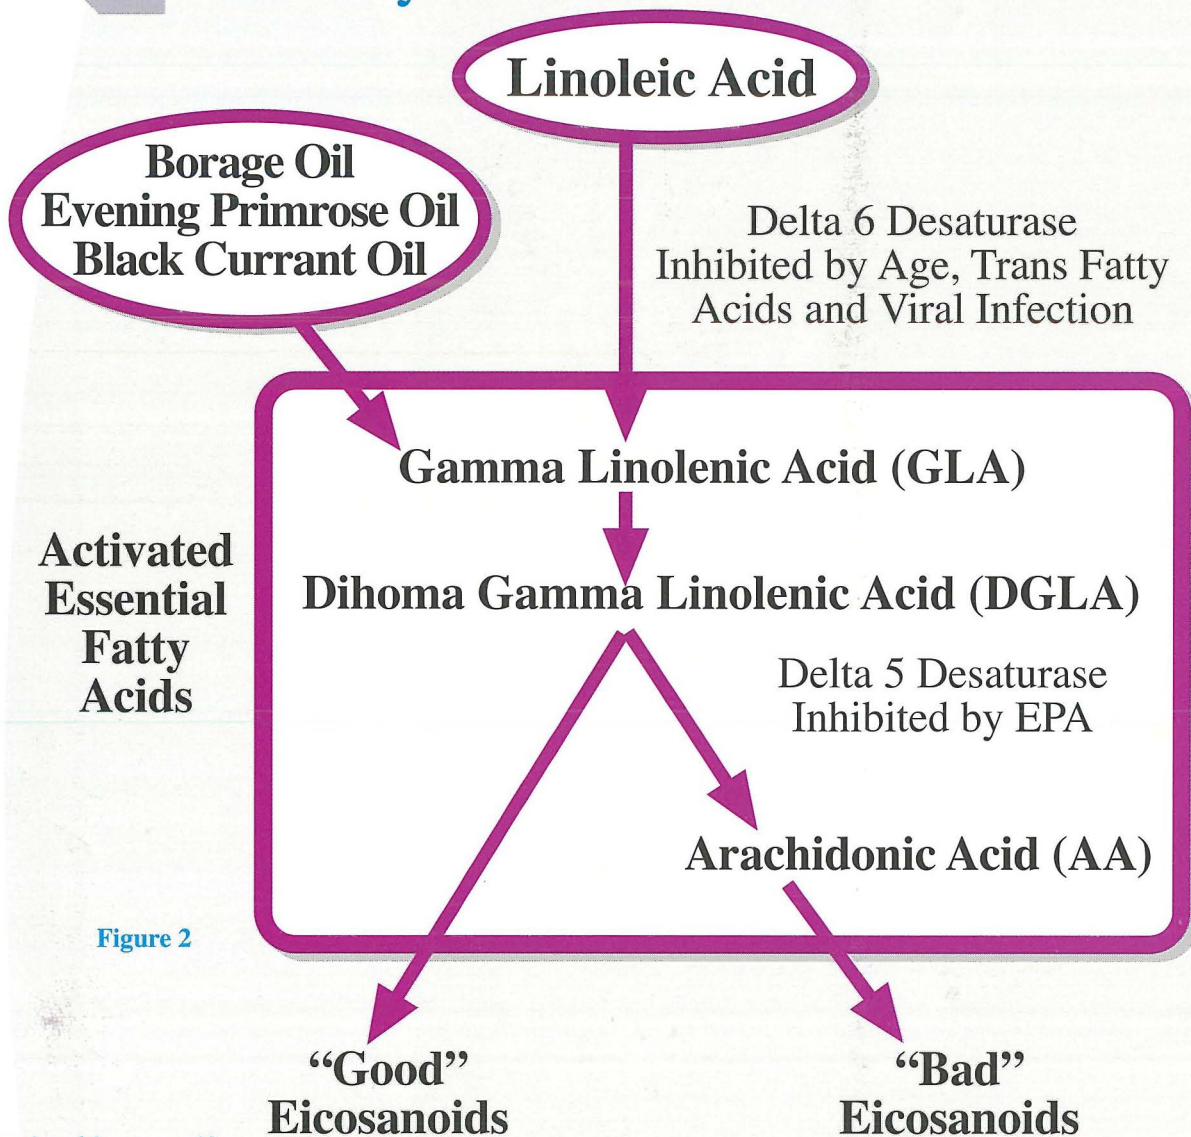 Linoleic Acid
Borage Oil
Evening Primrose Oil
Black Currant Oil
Delta 6 Desaturase
Inhibited by Age, Trans Fatty
Acids and Viral Infection
Gamma Linolenic Acid (GLA)
Activated
Essential
Fatty
Acids
Dihoma Gamma Linolenic Acid (DGLA)
Delta 5 Desaturase
Inhibited by EPA
Arachidonic Acid (AA)
Figure 2
“Good”
Eicosanoids
“Bad”
Eicosanoids